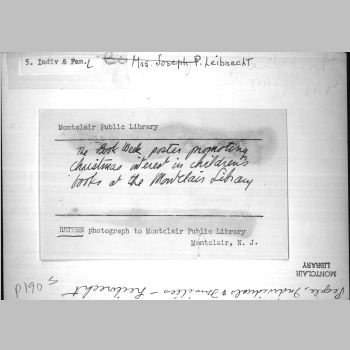 5. Indiv & Fam. Mrs. Joseph P. Leibrecht.
Montclair Public Library
The Book Week poster promoting
Christmas interest in children's
books at the Montclair Library
RETURN photograph to Montclair Public Library
Montclair, N. J.
MONTCLAIR
LIBRARY
People, Individuals & Families - Leibrecht
p190 S